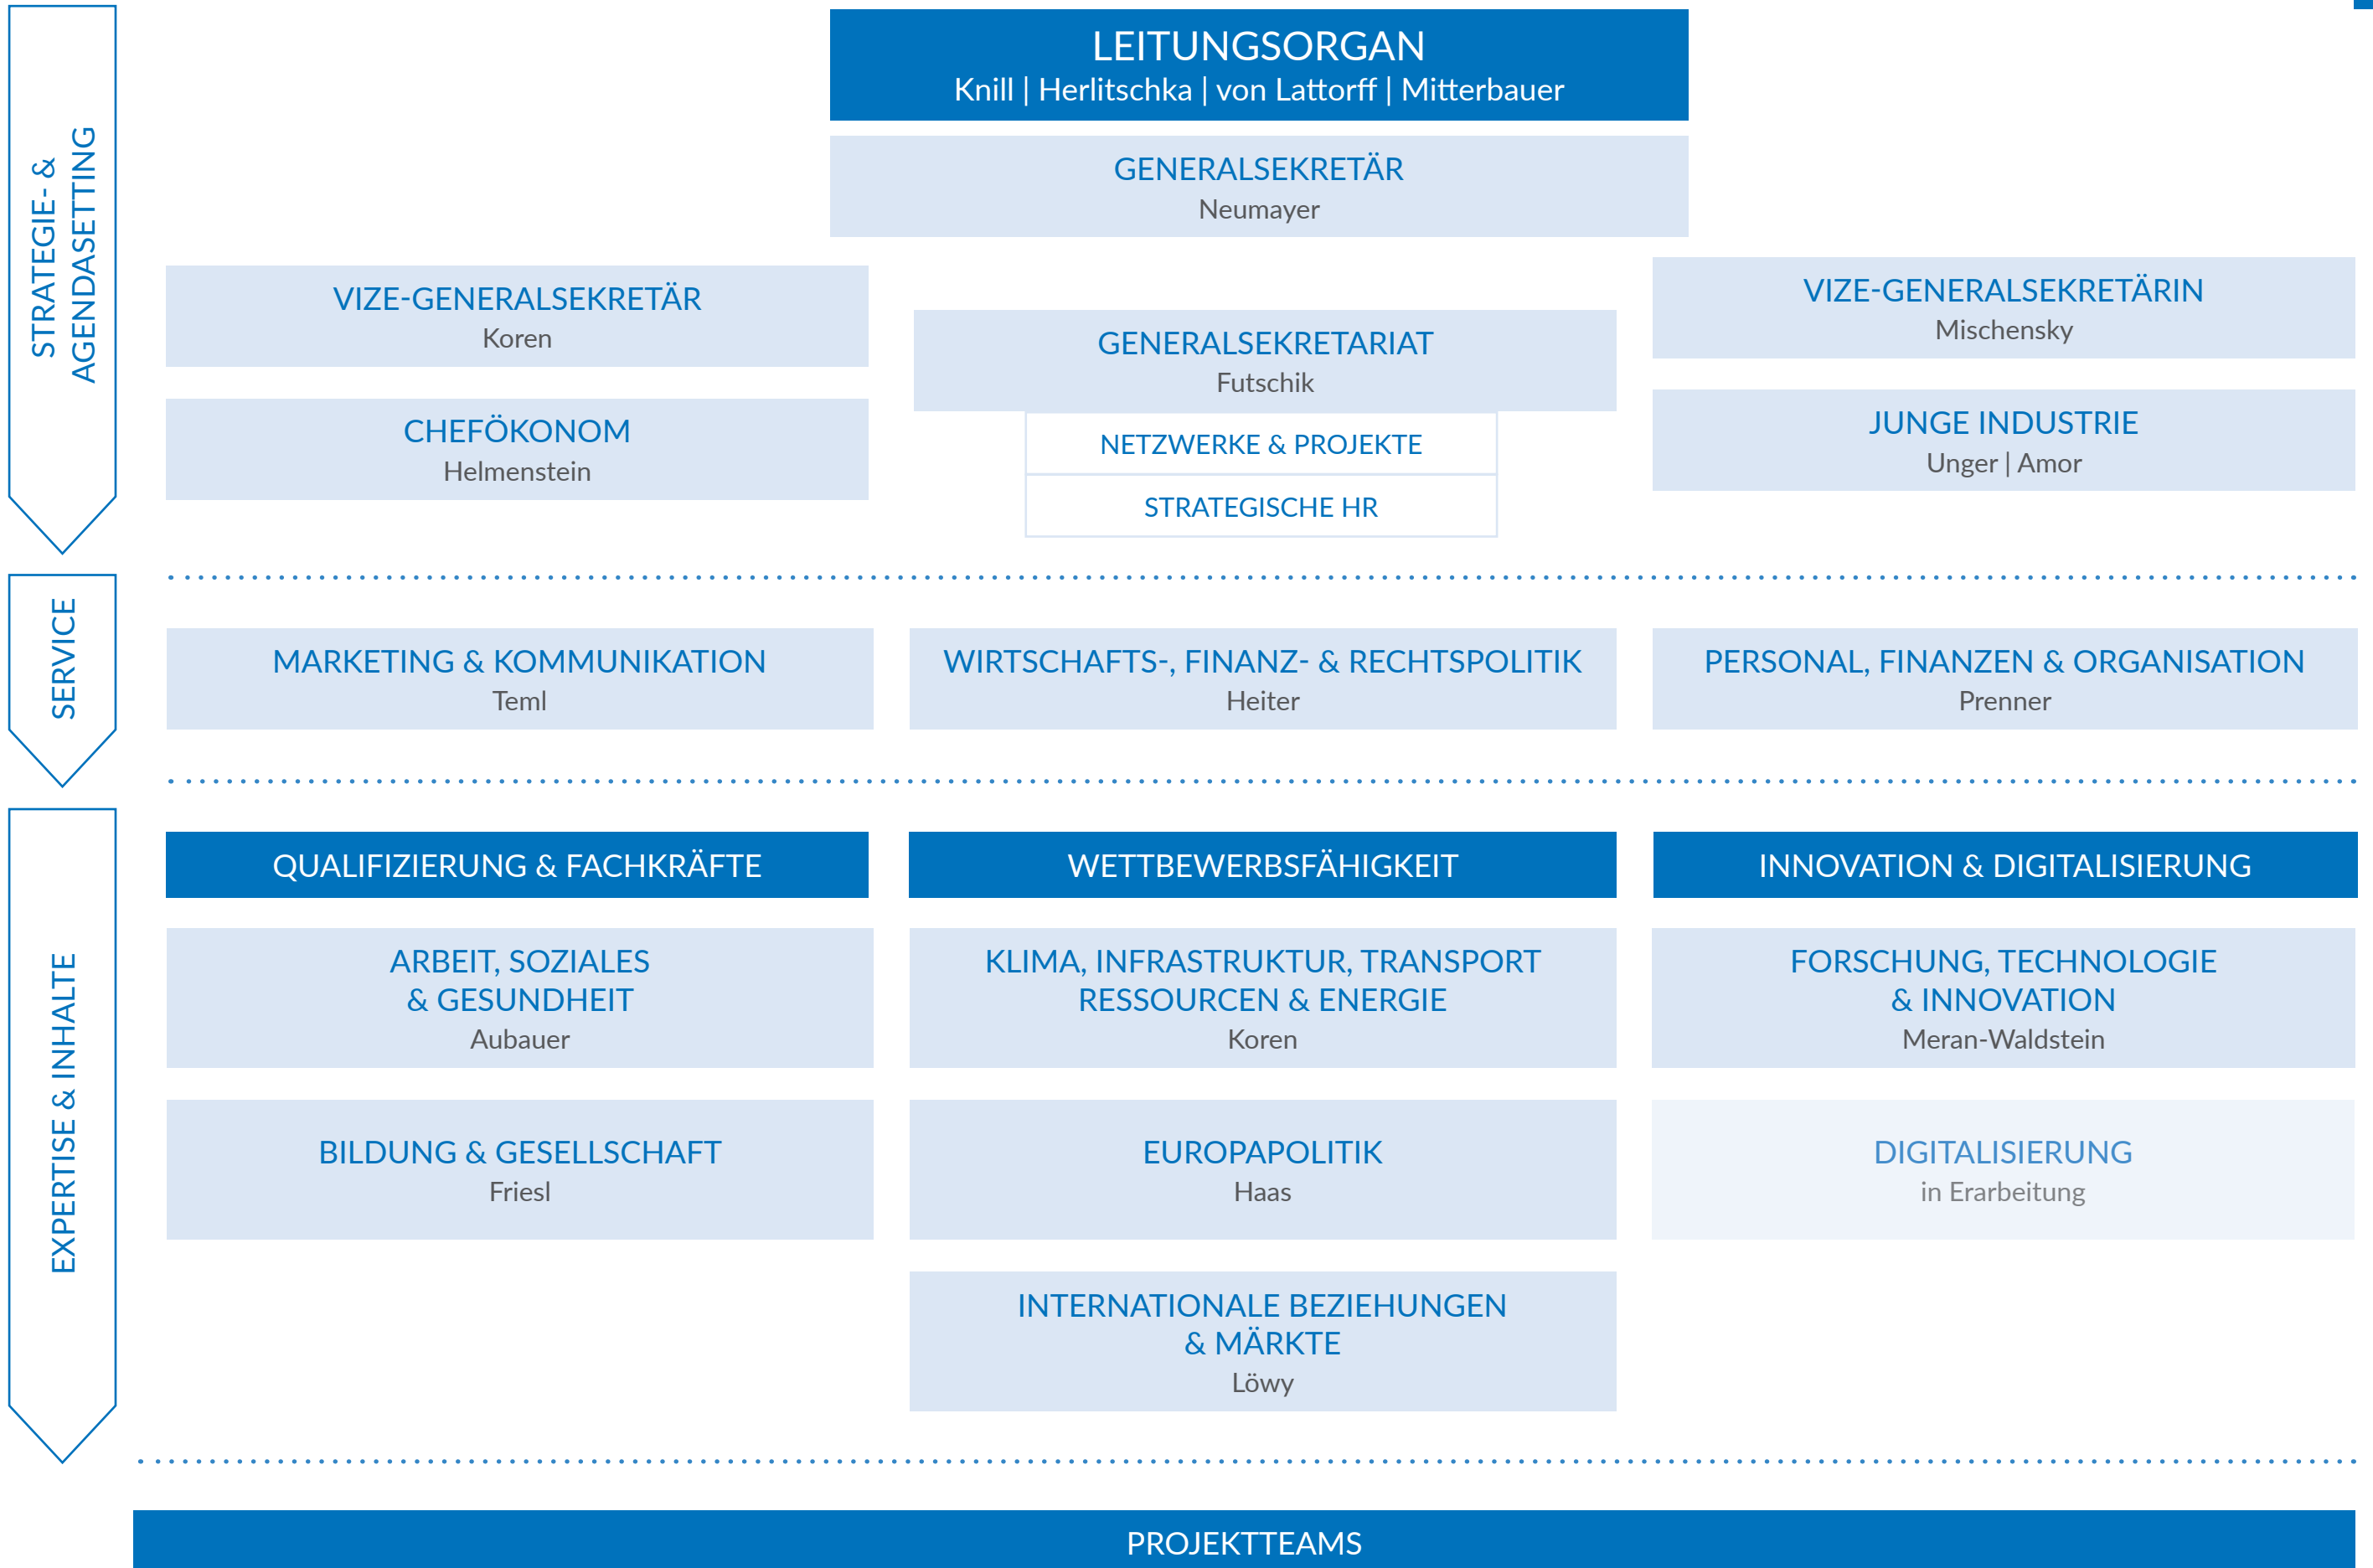 STRATEGIE- &
AGENDASETTING
LEITUNGSORGAN
Knill | Herlitschka | von Lattorff | Mitterbauer
GENERALSEKRETÄR
Neumayer
VIZE-GENERALSEKRETÄR
Koren
CHEFÖKONOM
Helmenstein
GENERALSEKRETARIAT
Futschik
NETZWERKE & PROJEKTE
STRATEGISCHE HR
VIZE-GENERALSEKRETÄRIN
Mischensky
JUNGE INDUSTRIE
Unger | Amor
SERVICE
MARKETING & KOMMUNIKATION
Teml
WIRTSCHAFTS-, FINANZ- & RECHTSPOLITIK
Heiter
PERSONAL, FINANZEN & ORGANISATION
Prenner
EXPERTISE & INHALTE
QUALIFIZIERUNG & FACHKRÄFTE
ARBEIT, SOZIALES
& GESUNDHEIT
Aubauer
BILDUNG & GESELLSCHAFT
Friesl
WETTBEWERBSFÄHIGKEIT
KLIMA, INFRASTRUKTUR, TRANSPORT
RESSOURCEN & ENERGIE
Koren
EUROPAPOLITIK
Haas
INTERNATIONALE BEZIEHUNGEN
& MÄRKTE
Löwy
INNOVATION & DIGITALISIERUNG
FORSCHUNG, TECHNOLOGIE
& INNOVATION
Meran-Waldstein
DIGITALISIERUNG
in Erarbeitung
PROJEKTTEAMS